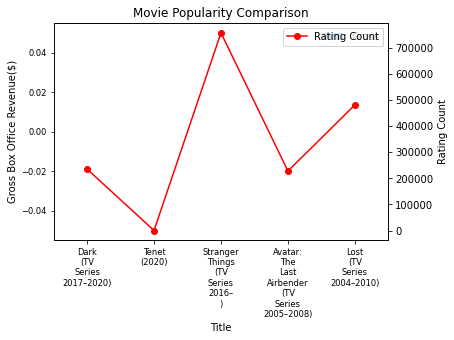 Movie Popularity Comparison
Rating Count
Gross Box Office Revenue($)
0.04
0.02
0.00
−0.02
−0.04
700000
600000
500000
400000
300000
200000
100000
0
Rating Count
Dark
(TV
Series
2017–2020)
Tenet
(2020)
Stranger
Things
(TV
Series
2016–
)
Avatar:
The
Last
Airbender
(TV
Series
2005–2008)
Lost
(TV
Series
2004–2010)
Title